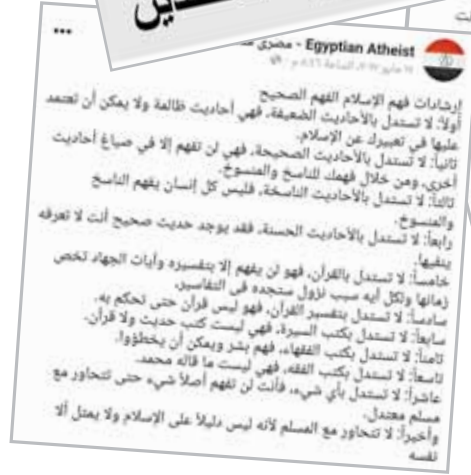 Egyptian Atheist - مصري
إرشادات فهم الإسلام الفهم الصحيح
أولاً: لا تستدل بالأحاديث الضعيفة، فهي أحاديث ظالمة ولا يمكن أن تعتمد
عليها في تعبيرك عن الإسلام.
ثانياً: لا تستدل بالأحاديث الصحيحة، فهي لن تفهم إلا في صياغ أحاديث
أخرى، ومن خلال فهمك للناسخ والمنسوخ.
ثالثاً: لا تستدل بالأحاديث الناسخة، فليس كل إنسان يفهم الناسخ
والمنسوخ.
رابعاً: لا تستدل بالأحاديث الحسنة، فقد يوجد حديث صحيح أنت لا تعرفه
ينفيها.
خامساً: لا تستدل بالقرآن، فهو لن يفهم إلا بتفسيره وآيات الجهاد تخص
زمانها ولكل آيه سبب نزول ستجده في التفاسير.
سادساً: لا تستدل بتفسير القرآن، فهو ليس قرآن حتى تحكم به.
سابعاً: لا تستدل بكتب السيرة، فهي ليست كتب حديث ولا قرآن.
ثامناً: لا تستدل بكتب الفقهاء، فهم بشر ويمكن أن يخطؤوا.
تاسعاً: لا تستدل بكتب الفقه، فهي ليست ما قاله محمد.
عاشراً: لا تستدل بأي شيء، فأنت لن تفهم أصلاً شيء حتى تتحاور مع
مسلم معتدل.
وأخيراً: لا تتحاور مع المسلم لأنه ليس دليلاً على الإسلام ولا يمثل ألا
نفسه